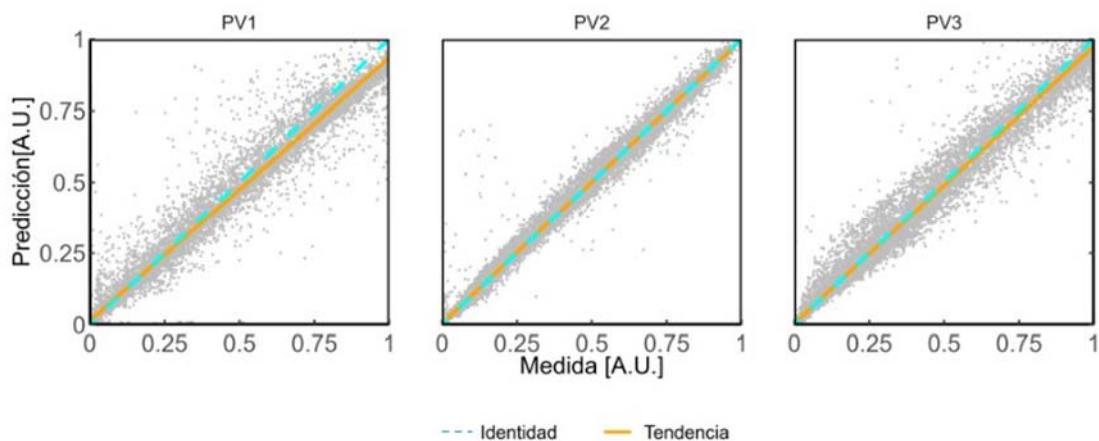 PV1 PV2 PV3
Predicción[A.U.]
1
0.75
0.5
0.25
0
0 0.25 0.5 0.75 1 0 0.25 0.5 0.75 1 0 0.25 0.5 0.75 1
Medida [A.U.]
Identidad Tendencia